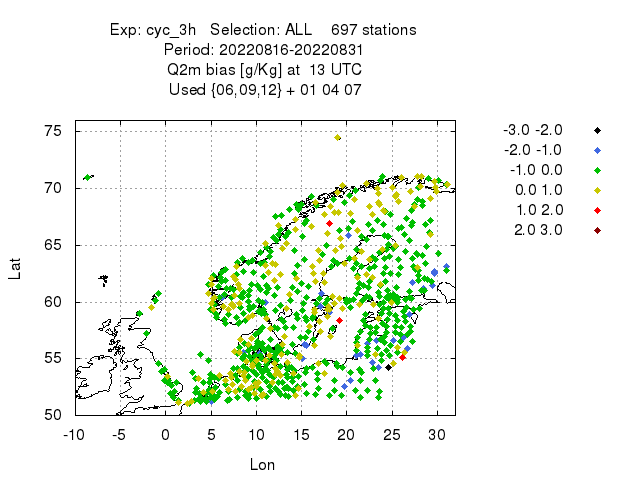 Exp: cyc_3h   Selection: ALL    697 stations
Period: 20220816-20220831
Q2m bias [g/Kg] at  13 UTC
Used {06,09,12} + 01 04 07
-3.0 -2.0
-2.0 -1.0
-1.0 0.0
0.0 1.0
1.0 2.0
2.0 3.0
75
70
65
60
55
50
Lat
-10 -5 0 5 10 15 20 25 30
Lon